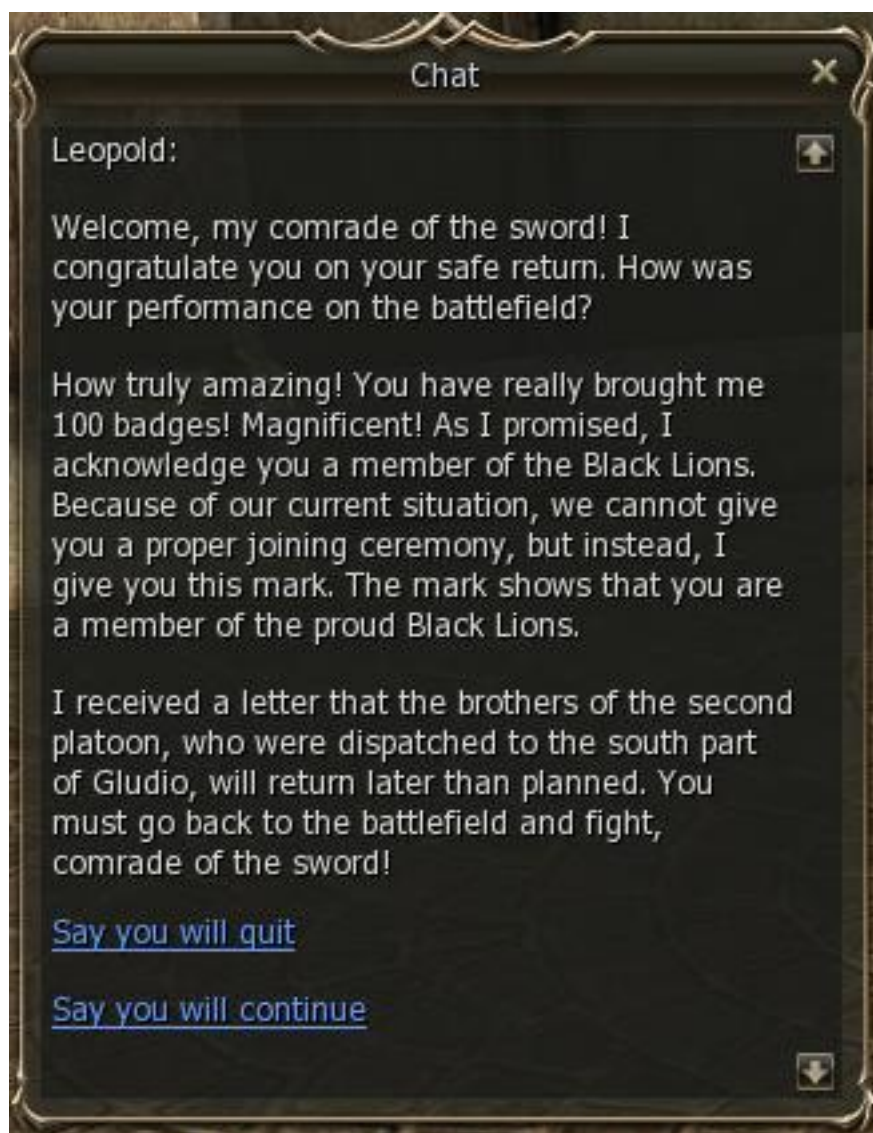 Chat
Leopold:
Welcome, my comrade of the sword! I
congratulate you on your safe return. How was
your performance on the battlefield?
How truly amazing! You have really brought me
100 badges! Magnificent! As I promised, I
acknowledge you a member of the Black Lions.
Because of our current situation, we cannot give
you a proper joining ceremony, but instead, I
give you this mark. The mark shows that you are
a member of the proud Black Lions.
I received a letter that the brothers of the second
platoon, who were dispatched to the south part
of Gludio, will return later than planned. You
must go back to the battlefield and fight,
comrade of the sword!
Say you will quit
Say you will continue